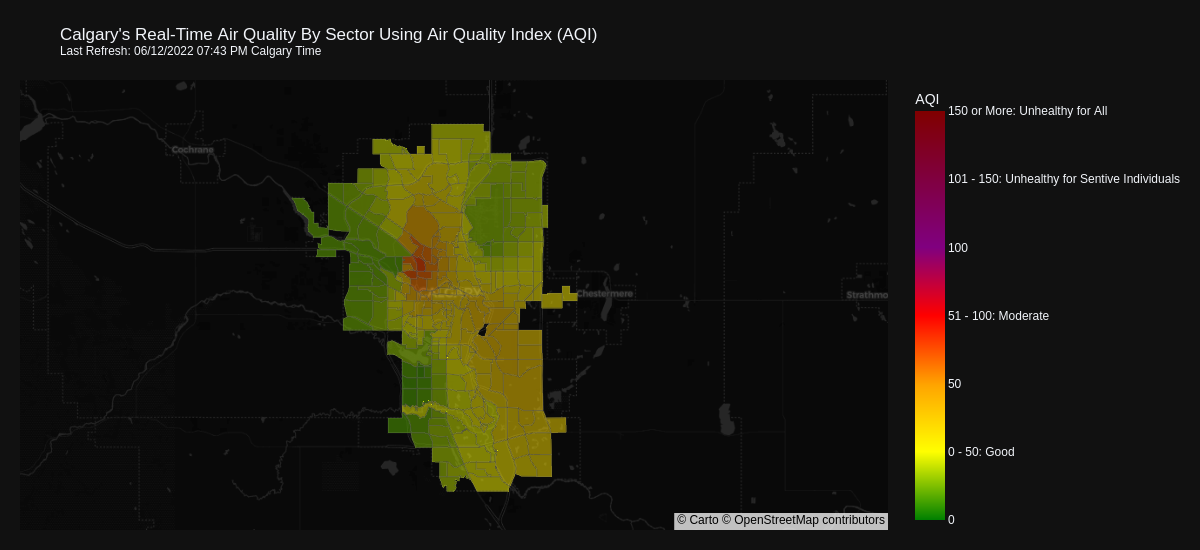 Calgary's Real-Time Air Quality By Sector Using Air Quality Index (AQI)
Last Refresh: 06/12/2022 07:43 PM Calgary Time
AQI
150 or More: Unhealthy for All
Cochrane
101 - 150: Unhealthy for Sentive Individuals
100
Chestermere
Strathmo
51 - 100: Moderate
50
0 - 50: Good
0
© Carto © OpenStreetMap contributors